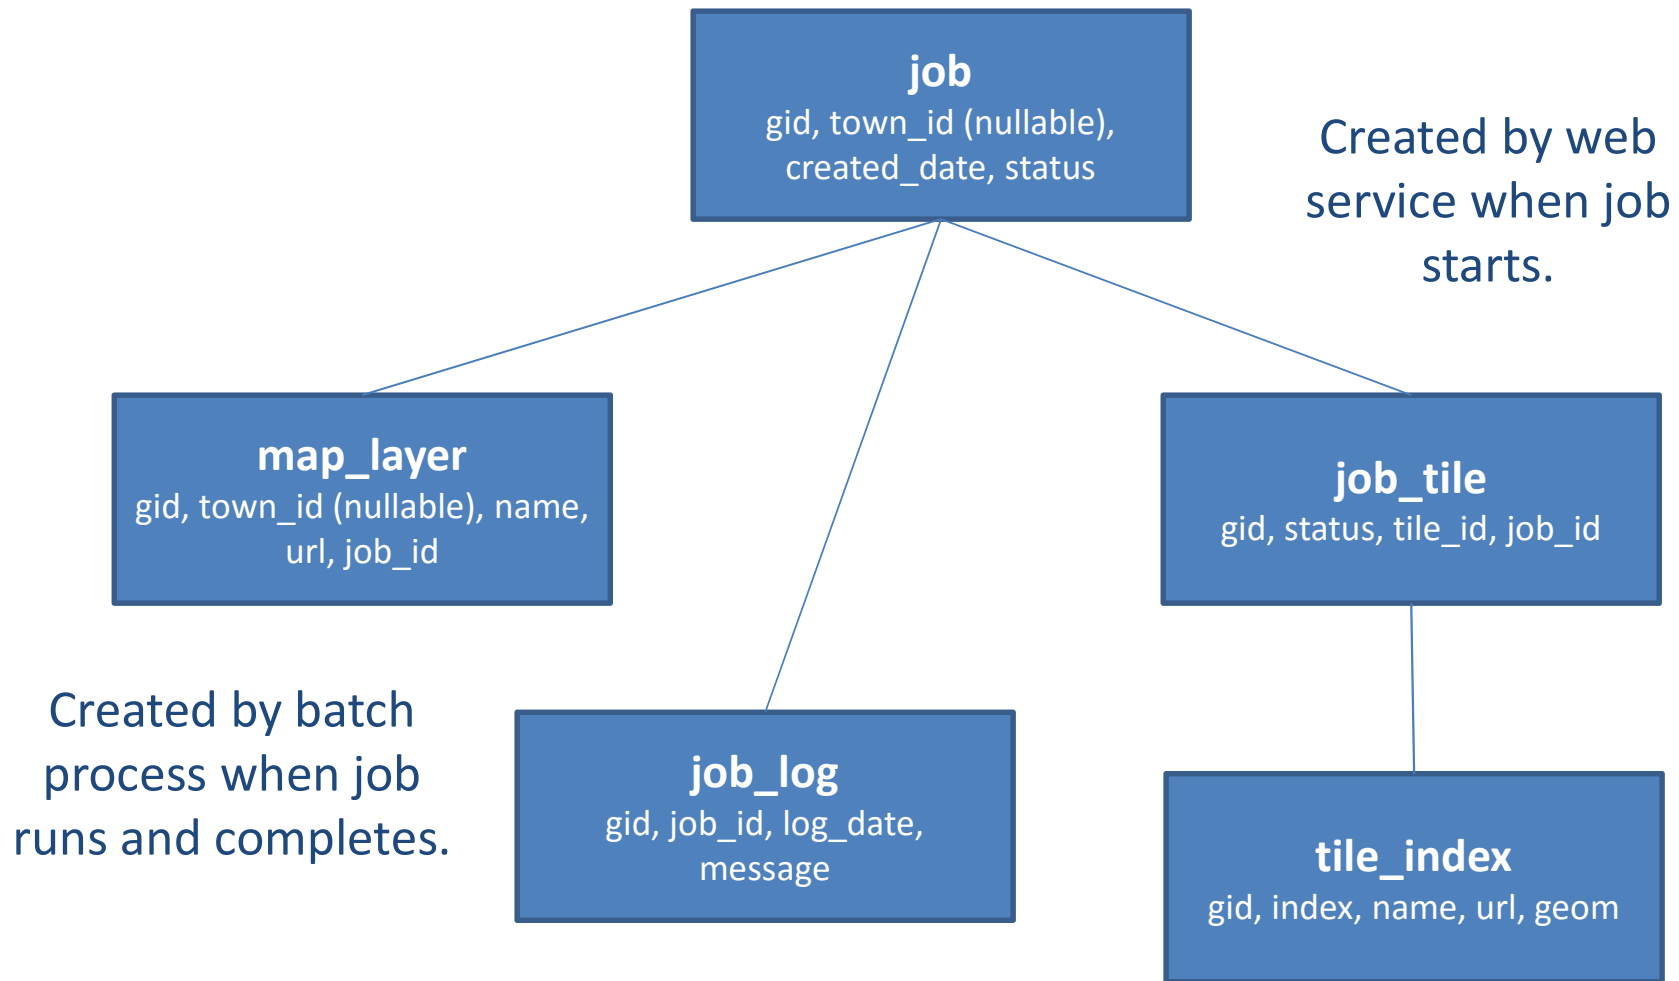 job
gid, town_id (nullable),
created_date, status
Created by web
service when job
starts.
map_layer
gid, town_id (nullable), name,
url, job_id
job_tile
gid, status, tile_id, job_id
Created by batch
process when job
runs and completes.
job_log
gid, job_id, log_date,
message
tile_index
gid, index, name, url, geom